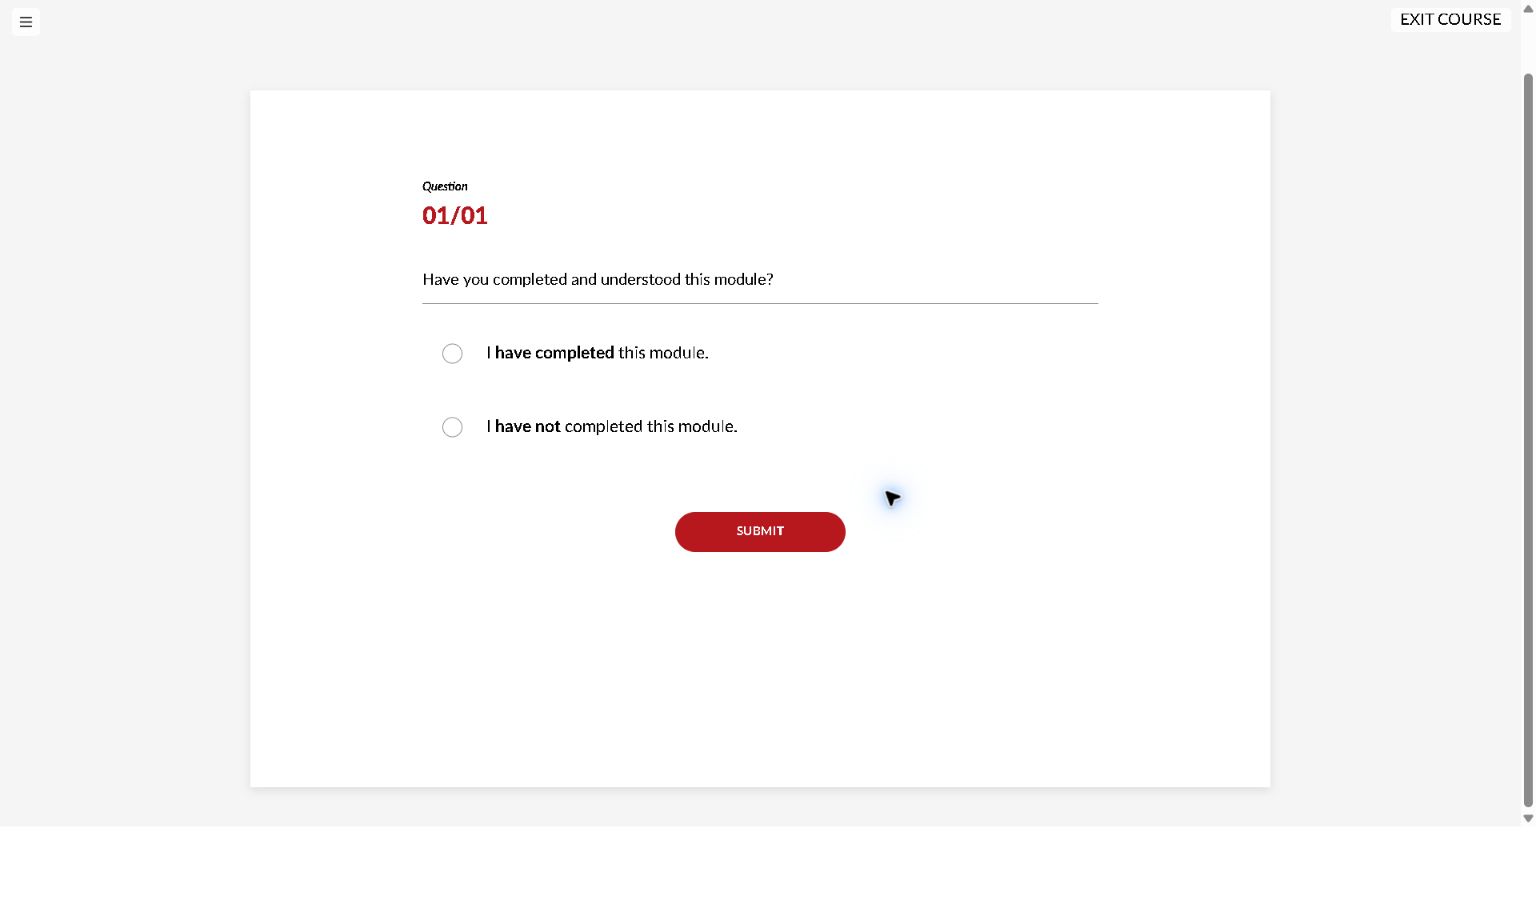 EXIT COURSE
Question
01/01
Have you completed and understood this module?
I have completed this module.
I have not completed this module.
SUBMIT